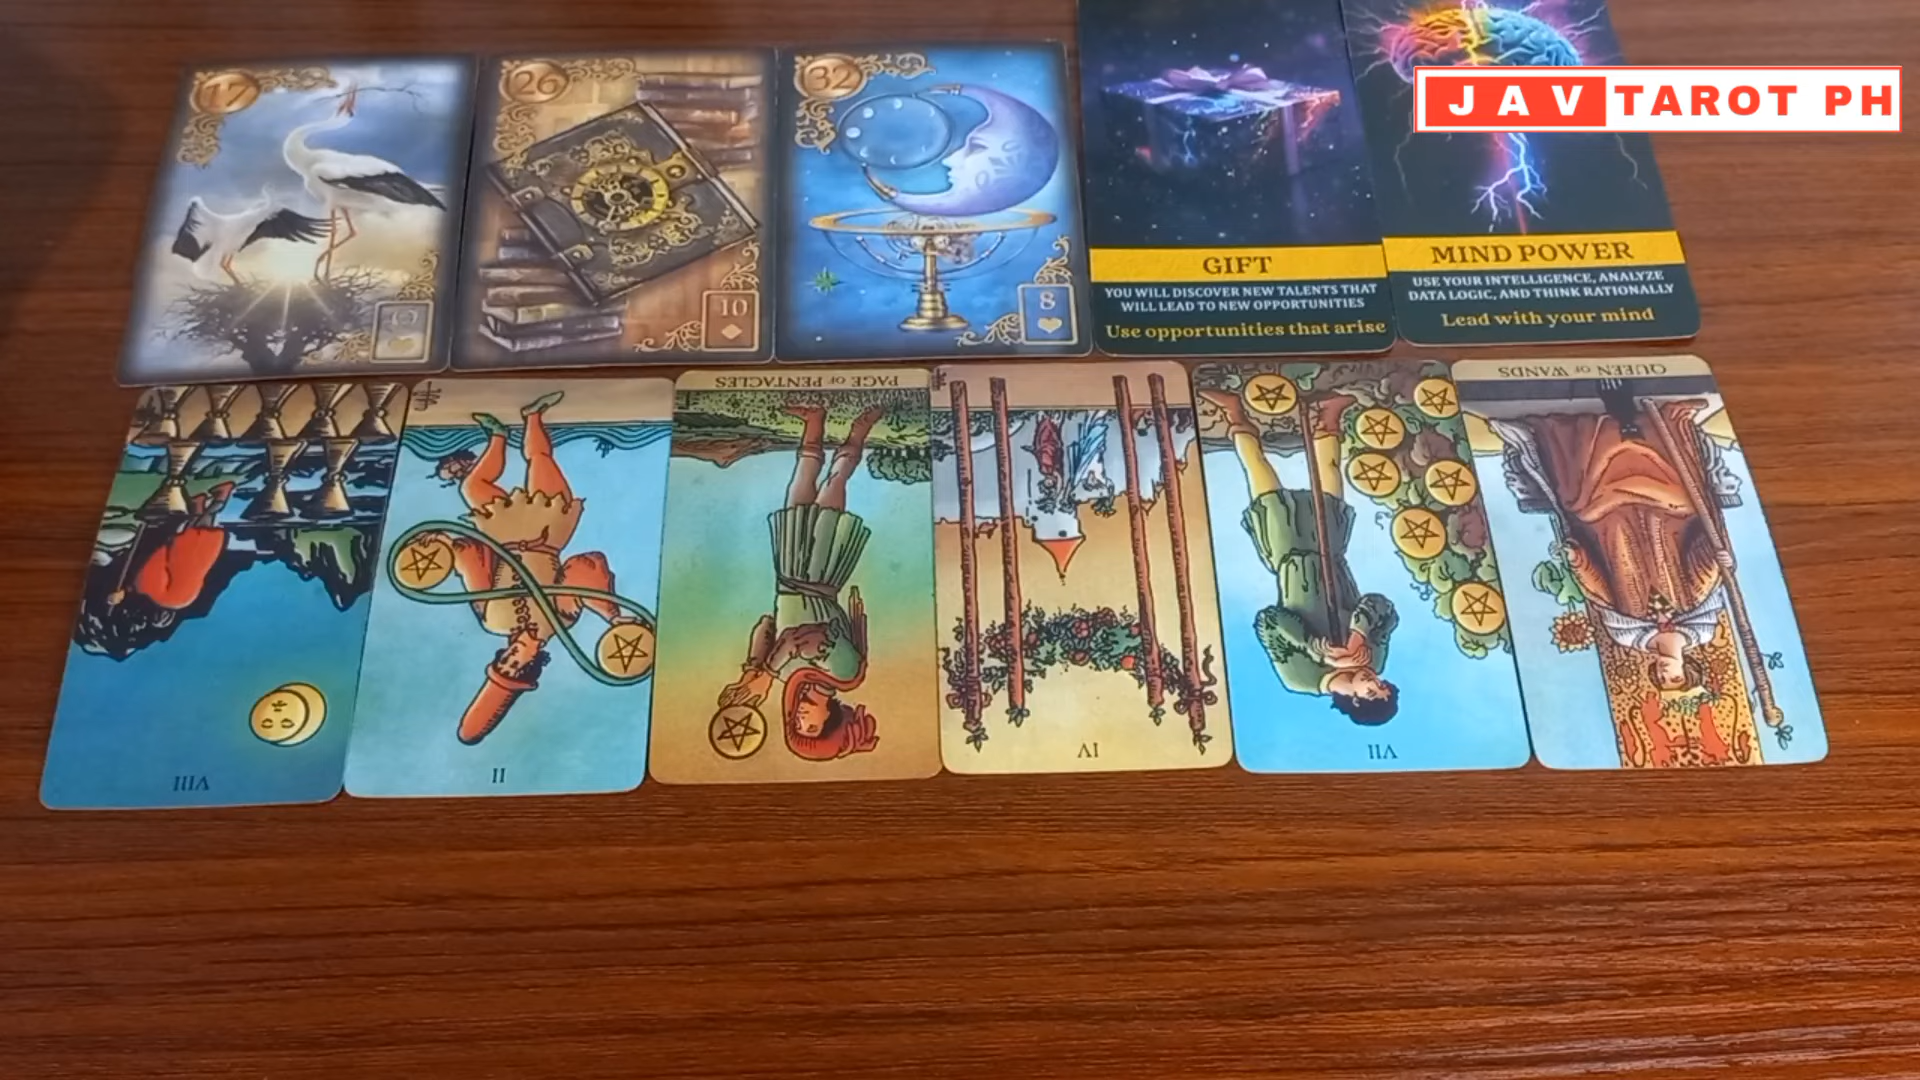 17
26
32
JAV TAROT PH
10
8
GIFT
YOU WILL DISCOVER NEW TALENTS THAT
WILL LEAD TO NEW OPPORTUNITIES
Use opportunities that arise
MIND POWER
USE YOUR INTELLIGENCE, ANALYZE
DATA LOGIC, AND THINK RATIONALLY
Lead with your mind
PAGE OF PENTACLES
QUEEN OF WANDS
VIII
II
IV
VII